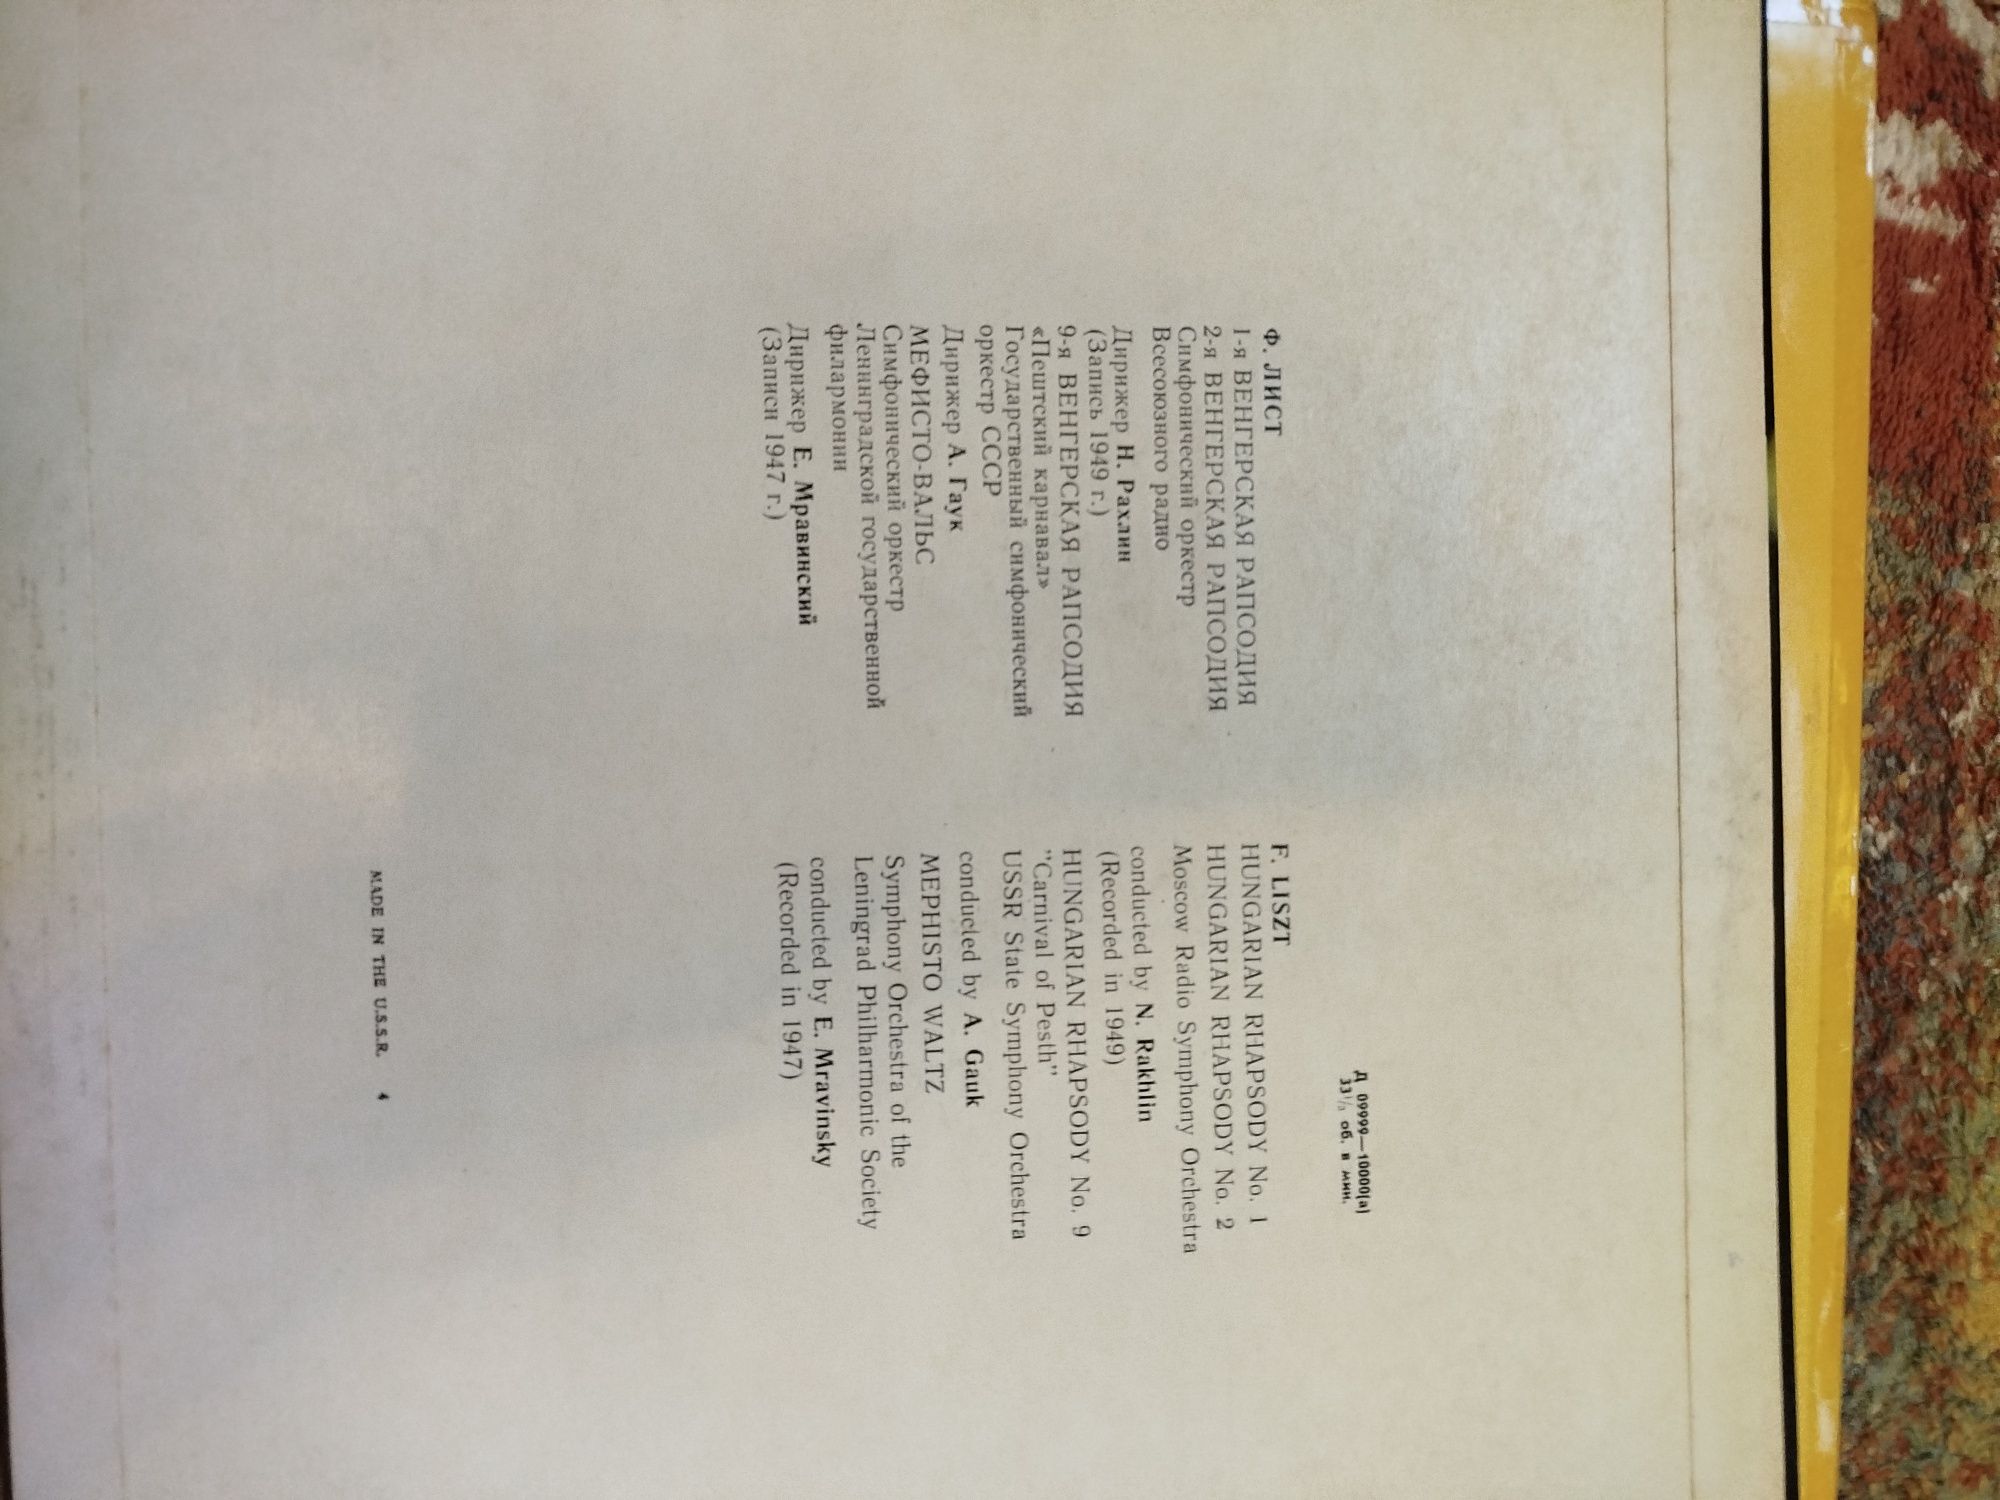 Д 09999—10000(a)
33⅓ об. в мин.
Ф. ЛИСТ
1-я ВЕНГЕРСКАЯ РАПСОДИЯ
2-я ВЕНГЕРСКАЯ РАПСОДИЯ
Симфонический оркестр
Всесоюзного радио
Дирижер Н. Рахлин
(Запись 1949 г.)
9-я ВЕНГЕРСКАЯ РАПСОДИЯ
«Пештский карнавал»
Государственный симфонический
оркестр СССР
Дирижер А. Гаук
МЕФИСТО-ВАЛЬС
Симфонический оркестр
Ленинградской государственной
филармонии
Дирижер Е. Мравинский
(Записи 1947 г.)
F. LISZT
HUNGARIAN RHAPSODY No. 1
HUNGARIAN RHAPSODY No. 2
Moscow Radio Symphony Orchestra
conducted by N. Rakhlin
(Recorded in 1949)
HUNGARIAN RHAPSODY No. 9
"Carnival of Pesth"
USSR State Symphony Orchestra
conducted by A. Gauk
MEPHISTO WALTZ
Symphony Orchestra of the
Leningrad Philharmonic Society
conducted by E. Mravinsky
(Recorded in 1947)
MADE IN THE U.S.S.R. 4